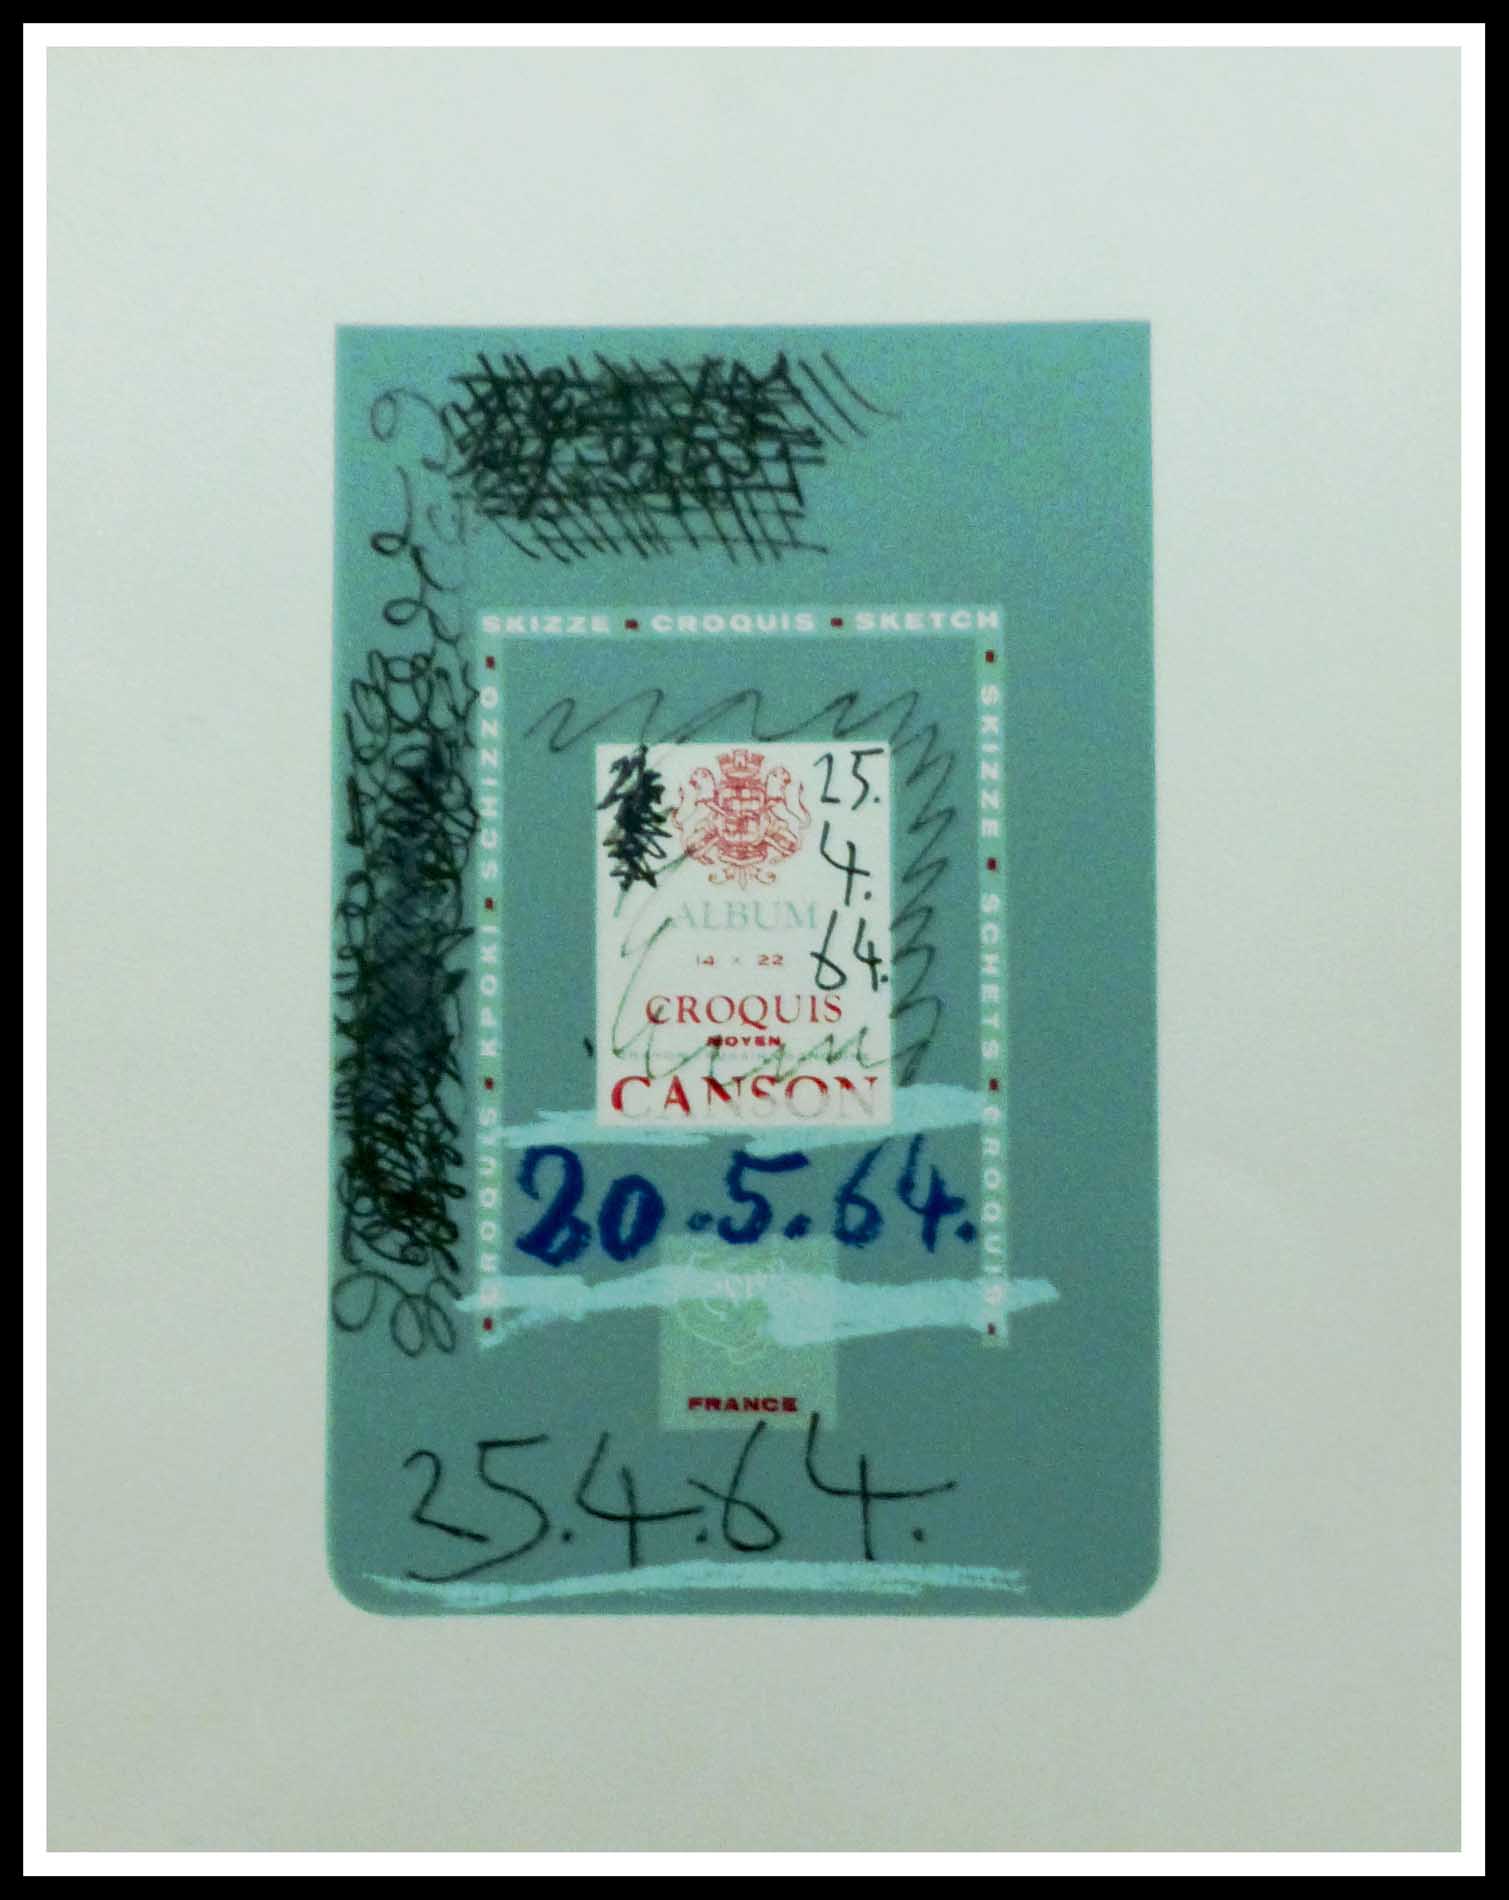 SKIZZE ▪ CROQUIS ▪ SKETCH
▪ SKIZZE ▪ SCHETS ▪ CROQUIS ▪
▪ CROQUIS ▪ KPOKI ▪ SCHIZZO ▪
25.
4.
64.
ALBUM
14 × 22
CROQUIS
MOYEN
CANSON
20.5.64.
FRANCE
25.4.64.